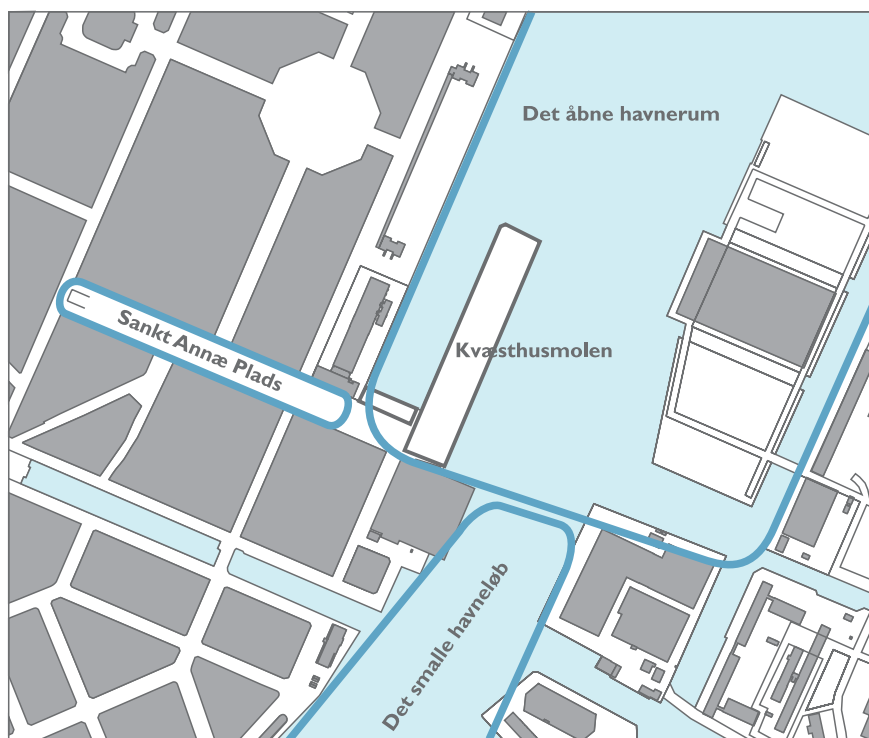 Det åbne havnerum
Sankt Annæ Plads
Kvæsthusmolen
Det smalle havneløb